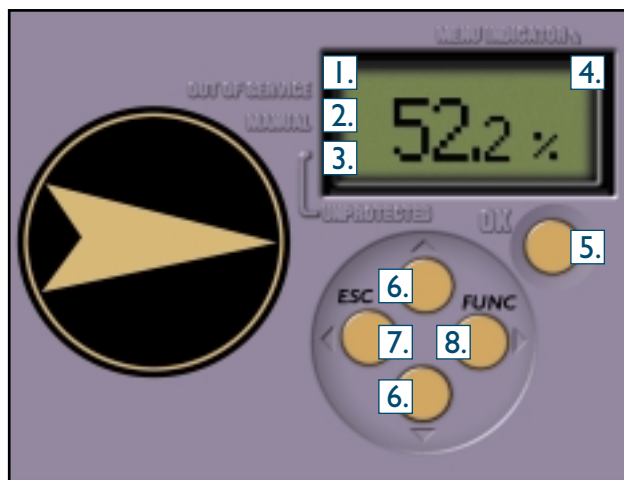 MENU INDICATOR
1.
4.
OUT OF SERVICE
2.
MANUAL
52.2 %
3.
UNPROTECTED
OK
5.
6.
ESC
FUNC
7.
8.
6.